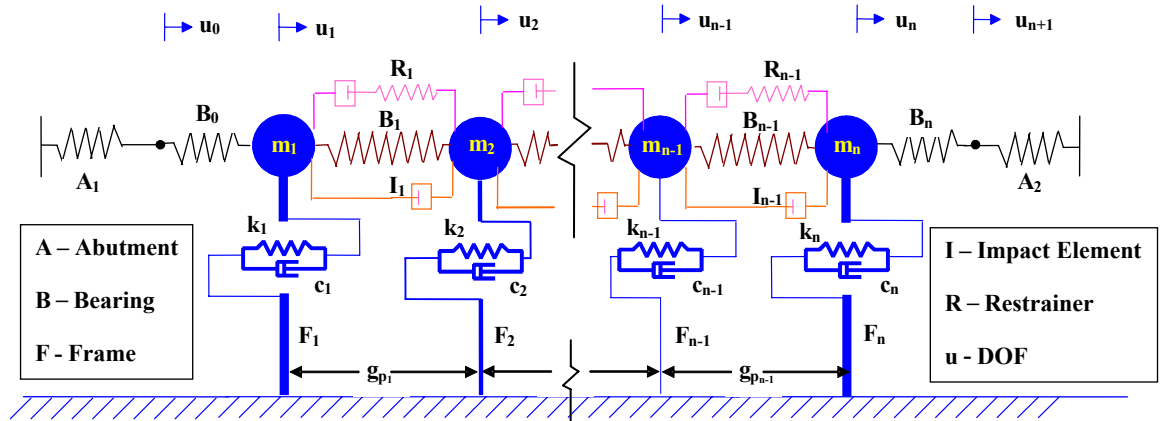 u₀ u₁ u₂ uₙ₋₁ uₙ uₙ₊₁
R₁ Rₙ₋₁
B₀ B₁ Bₙ₋₁ Bₙ
m₁ m₂ mₙ₋₁ mₙ
A₁ I₁ Iₙ₋₁ A₂
k₁ k₂ kₙ₋₁ kₙ
c₁ c₂ cₙ₋₁ cₙ
A – Abutment
B – Bearing
F - Frame
I – Impact Element
R – Restrainer
u - DOF
F₁ F₂ Fₙ₋₁ Fₙ
gₚ₁ gₚₙ₋₁